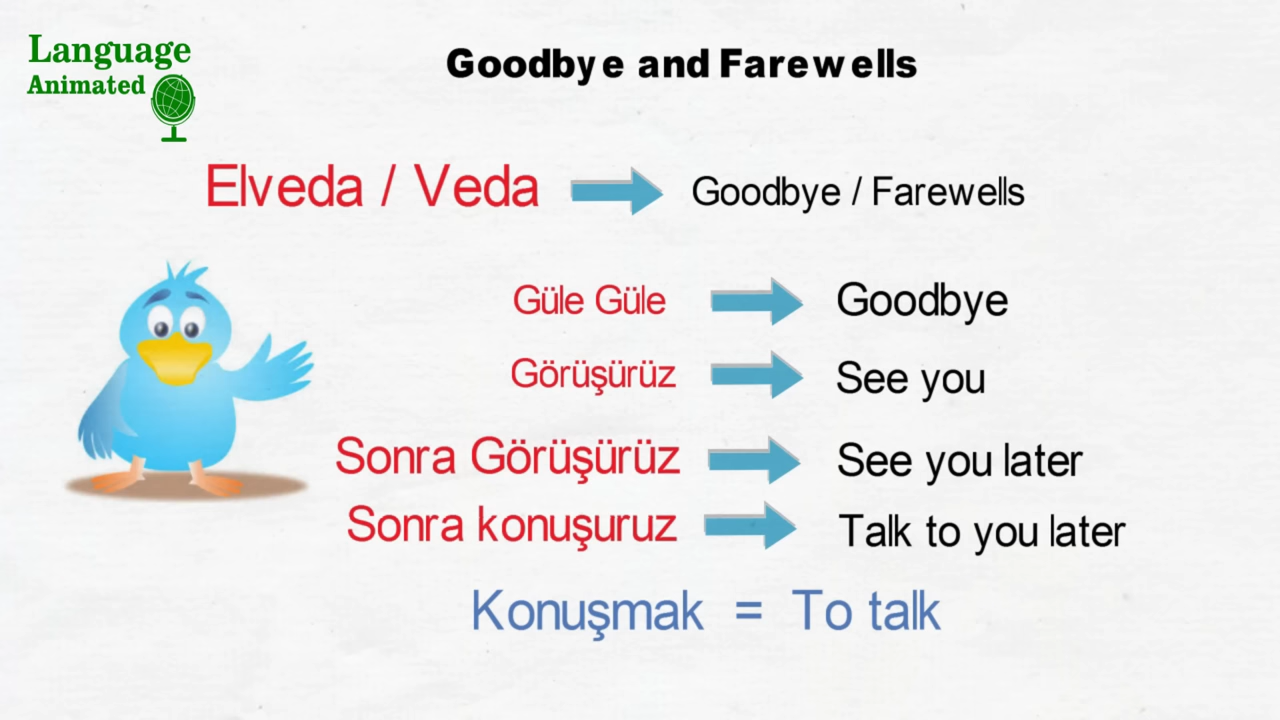 Language
Animated
Goodbye and Farewells
Elveda / Veda Goodbye / Farewells
Güle Güle Goodbye
Görüşürüz See you
Sonra Görüşürüz See you later
Sonra konuşuruz Talk to you later
Konuşmak = To talk